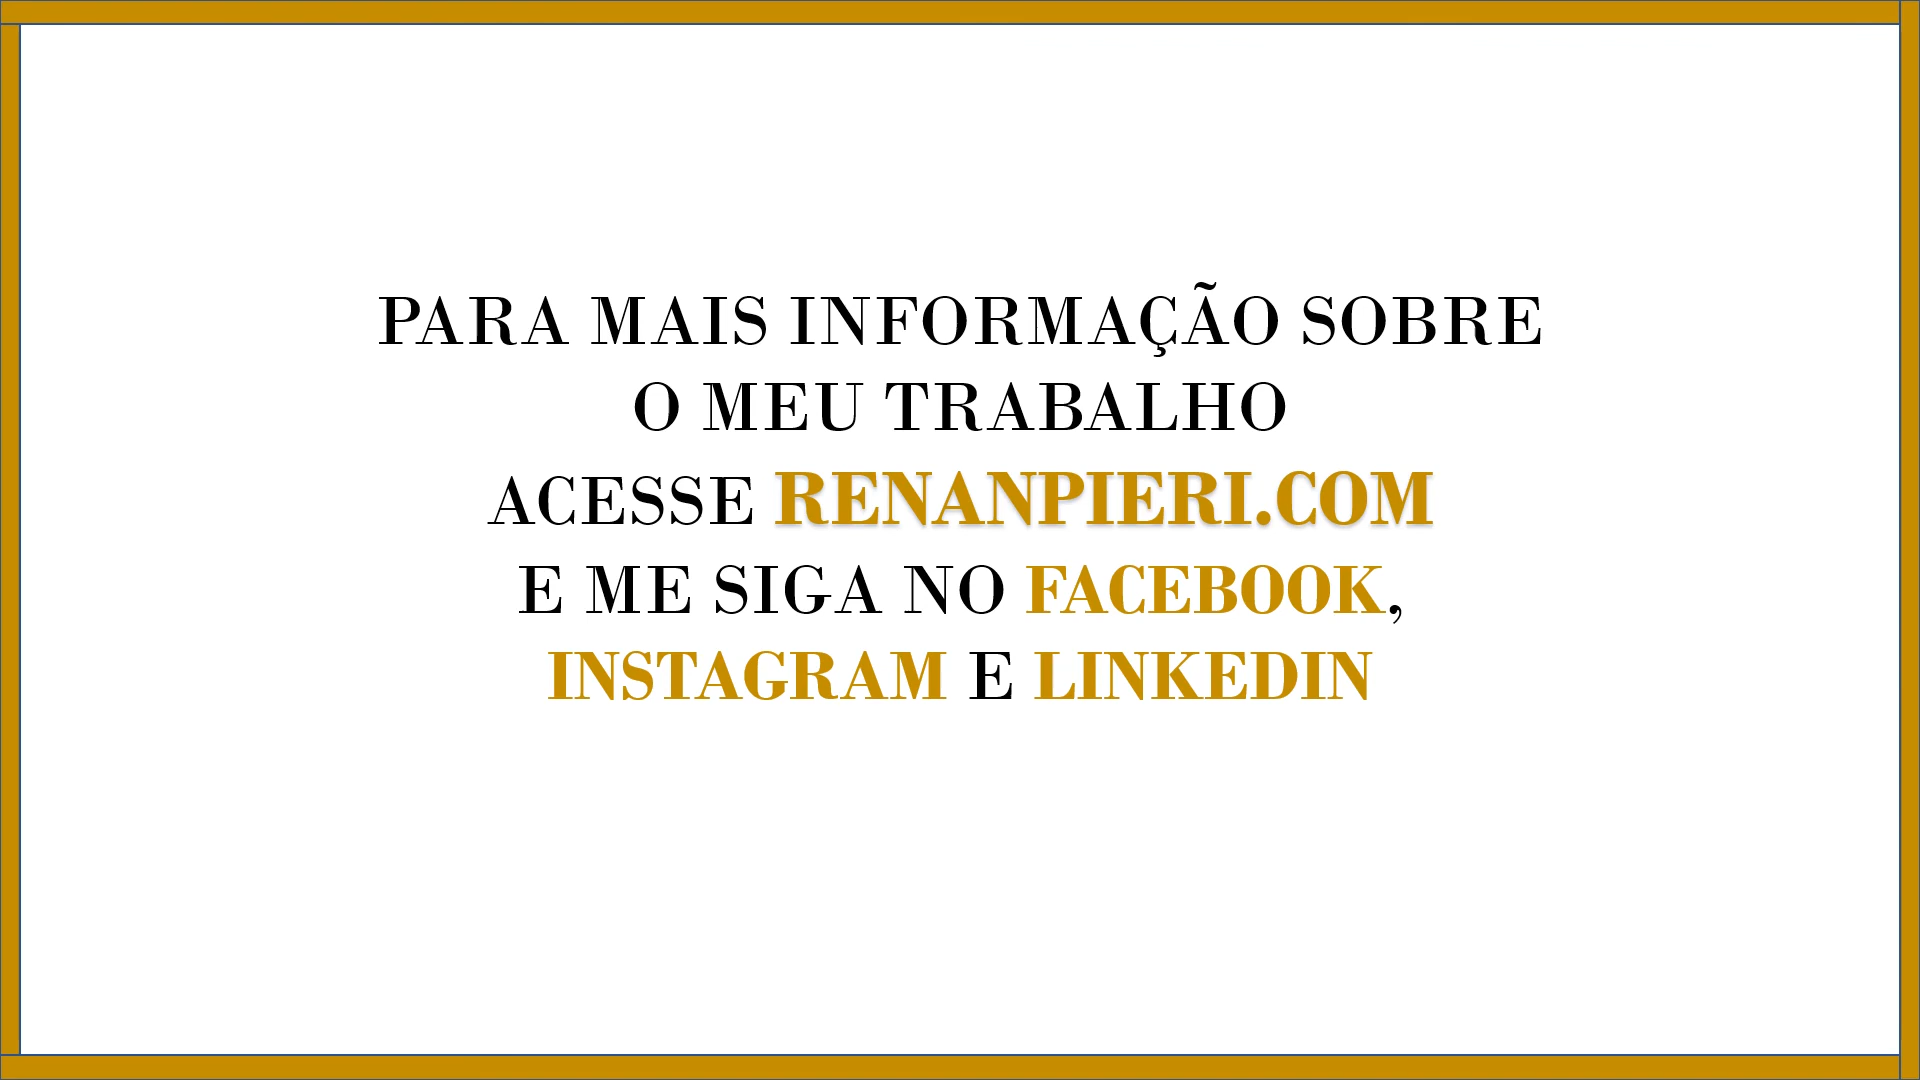 PARA MAIS INFORMAÇÃO SOBRE
O MEU TRABALHO
ACESSE RENANPIERI.COM
E ME SIGA NO FACEBOOK,
INSTAGRAM E LINKEDIN